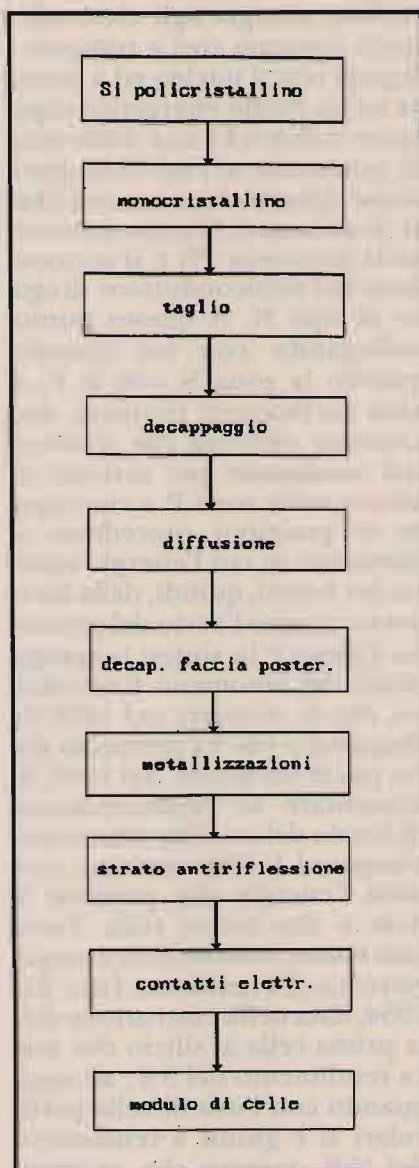 Si policristallino
monocristallino
taglio
decappaggio
diffusione
decap. faccia poster.
metallizzazioni
strato antiriflessione
contatti elettr.
modulo di celle